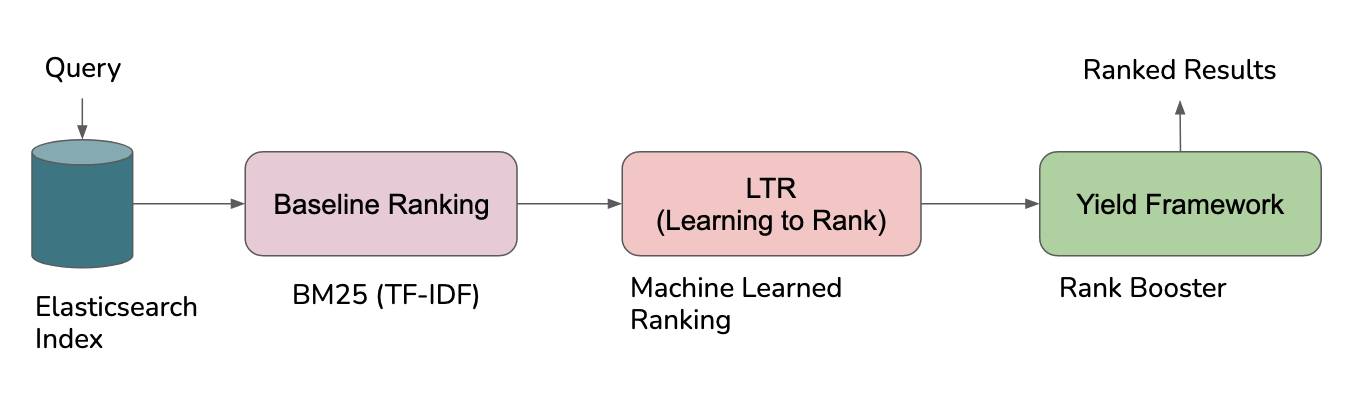 Query
Ranked Results
Baseline Ranking
LTR
(Learning to Rank)
Yield Framework
Elasticsearch
Index
BM25 (TF-IDF)
Machine Learned
Ranking
Rank Booster